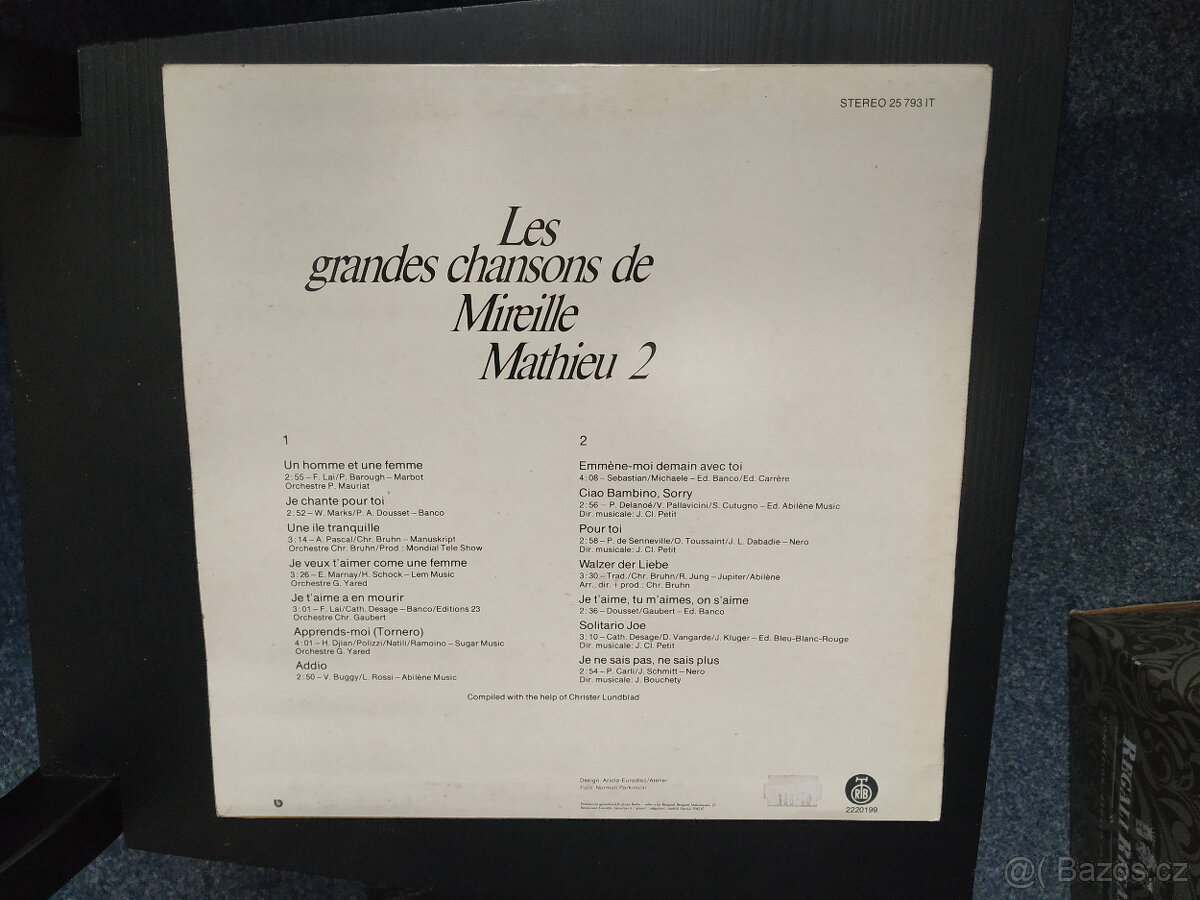 STEREO 25 793 IT
Les
grandes chansons de
Mireille
Mathieu 2
1
Un homme et une femme
2:55 – F. Lai/P. Barough – Marbot
Orchestre P. Mauriat
Je chante pour toi
2:52 – W. Marks/P. A. Dousset – Banco
Une ile tranquille
3:14 – A. Pascal/Chr. Bruhn – Manuskript
Orchestre Chr. Bruhn/Prod.: Mondial Tele Show
Je veux t'aimer come une femme
3:26 – E. Marnay/H. Schock – Lem Music
Orchestre G. Yared
Je t'aime a en mourir
3:01 – F. Lai/Cath. Desage – Banco/Editions 23
Orchestre Chr. Gaubert
Apprends-moi (Tornero)
4:01 – H. Djian/Polizzi/Natili/Ramoino – Sugar Music
Orchestre G. Yared
Addio
2:50 – V. Buggy/L. Rossi – Abilène Music
2
Emmène-moi demain avec toi
4:08 – Sebastian/Michaele – Ed. Banco/Ed. Carrère
Ciao Bambino, Sorry
2:56 – P. Delanoé/V. Pallavicini/S. Cutugno – Ed. Abilène Music
Dir. musicale: J. Cl. Petit
Pour toi
2:58 – P. de Senneville/O. Toussaint/J. L. Dabadie – Nero
Dir. musicale: J. Cl. Petit
Walzer der Liebe
3:30 – Trad./Chr. Bruhn/R. Jung – Jupiter/Abilène
Arr., dir. + prod.: Chr. Bruhn
Je t'aime, tu m'aimes, on s'aime
2:36 – Dousset/Gaubert – Ed. Banco
Solitario Joe
3:10 – Cath. Desage/D. Vangarde/J. Kluger – Ed. Bleu-Blanc-Rouge
Dir. musicale: J. Cl. Petit
Je ne sais pas, ne sais plus
2:54 – P. Carli/J. Schmitt – Nero
Dir. musicale: J. Bouchety
Compiled with the help of Christer Lundblad
Design: Ariola-Eurodisc/Atelier
Foto: Norman Parkinson
RTB
2220199
b
REGALI B
@( Bazos.cz